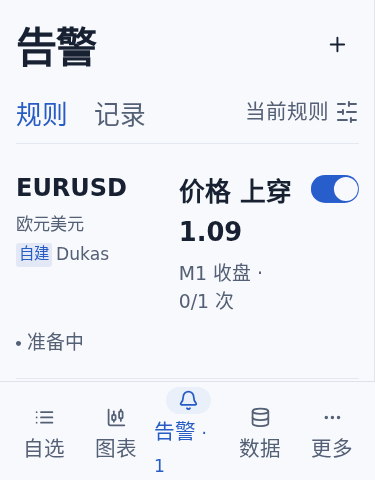 告警
规则 记录 当前规则
EURUSD
欧元美元
自建 Dukas
价格 上穿
1.09
M1 收盘 ·
0/1 次
• 准备中
自选 图表 告警 · 1 数据 更多